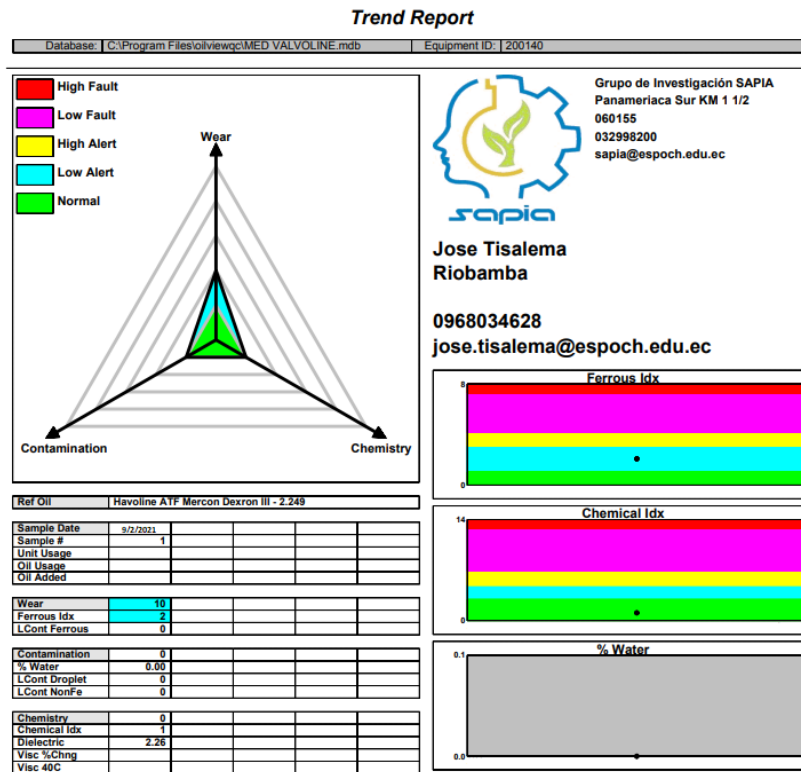 Trend Report
Database: C:\Program Files\oilviewqc\MED VALVOLINE.mdb Equipment ID: 200140
High Fault
Low Fault
High Alert
Low Alert
Normal
Wear
Contamination
Chemistry
sapia
Grupo de Investigación SAPIA
Panameriaca Sur KM 1 1/2
060155
032998200
sapia@espoch.edu.ec
Jose Tisalema
Riobamba
0968034628
jose.tisalema@espoch.edu.ec
Ref Oil Havoline ATF Mercon Dexron III - 2.249
Sample Date 9/2/2021
Sample # 1
Unit Usage
Oil Usage
Oil Added
Wear 10
Ferrous Idx 2
LCont Ferrous 0
Contamination 0
% Water 0.00
LCont Droplet 0
LCont NonFe 0
Chemistry 0
Chemical Idx 1
Dielectric 2.26
Visc %Chng
Visc 40C
Ferrous Idx
8
0
Chemical Idx
14
0
% Water
0.1
0.0